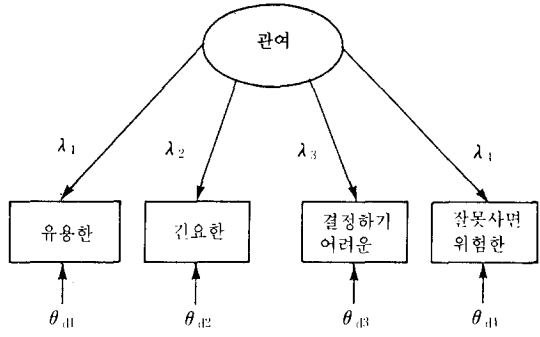 관여
λ1 λ2 λ3 λ4
유용한 긴요한 결정하기 잘못사면
어려운 위험한
θd1 θd2 θd3 θd4